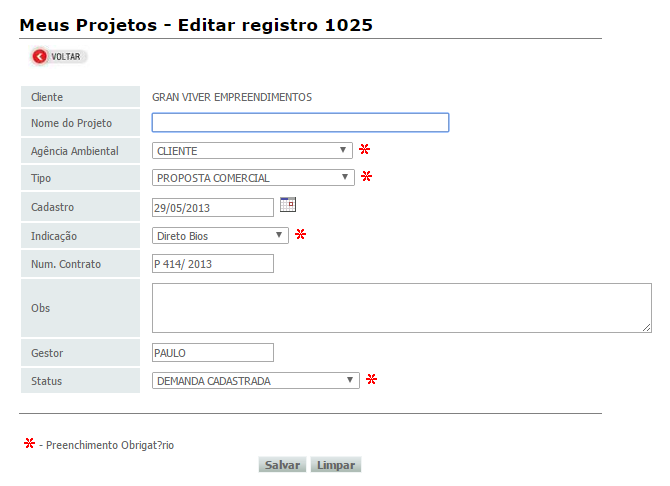 Meus Projetos - Editar registro 1025
VOLTAR
Cliente GRAN VIVER EMPREENDIMENTOS
Nome do Projeto
Agência Ambiental CLIENTE
Tipo PROPOSTA COMERCIAL
Cadastro 29/05/2013
Indicação Direto Bios
Num. Contrato P 414/ 2013
Obs
Gestor PAULO
Status DEMANDA CADASTRADA
- Preenchimento Obrigat?rio
Salvar Limpar